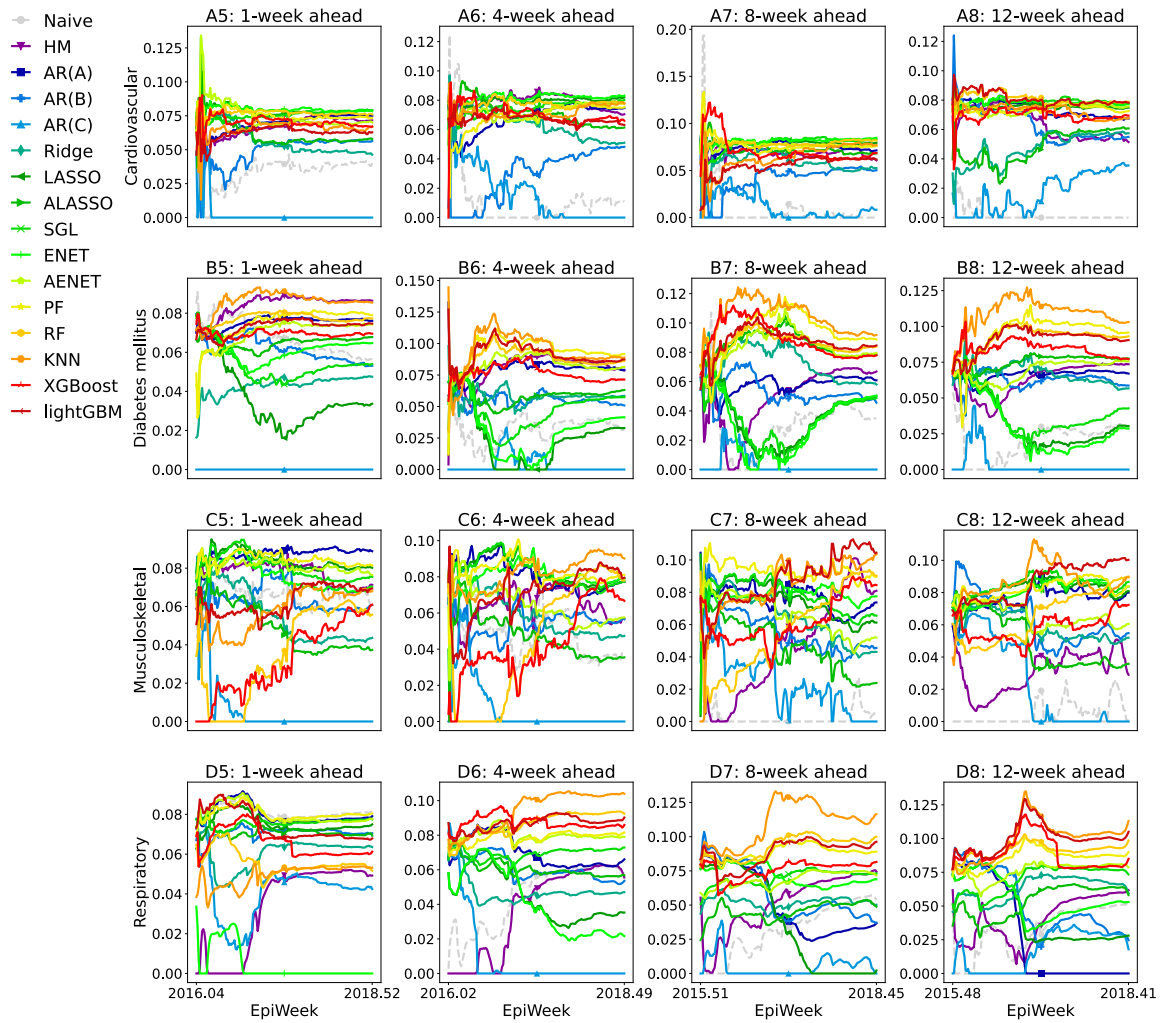 Naive
HM
AR(A)
AR(B)
AR(C)
Ridge
LASSO
ALASSO
SGL
ENET
AENET
PF
RF
KNN
XGBoost
lightGBM
A5: 1-week ahead
A6: 4-week ahead
A7: 8-week ahead
A8: 12-week ahead
Cardiovascular
0.125
0.100
0.075
0.050
0.025
0.000
0.12
0.10
0.08
0.06
0.04
0.02
0.00
0.20
0.15
0.10
0.05
0.00
0.12
0.10
0.08
0.06
0.04
0.02
0.00
B5: 1-week ahead
B6: 4-week ahead
B7: 8-week ahead
B8: 12-week ahead
Diabetes mellitus
0.08
0.06
0.04
0.02
0.00
0.150
0.125
0.100
0.075
0.050
0.025
0.000
0.12
0.10
0.08
0.06
0.04
0.02
0.00
0.125
0.100
0.075
0.050
0.025
0.000
C5: 1-week ahead
C6: 4-week ahead
C7: 8-week ahead
C8: 12-week ahead
Musculoskeletal
0.08
0.06
0.04
0.02
0.00
0.10
0.08
0.06
0.04
0.02
0.00
0.10
0.08
0.06
0.04
0.02
0.00
0.10
0.08
0.06
0.04
0.02
0.00
D5: 1-week ahead
D6: 4-week ahead
D7: 8-week ahead
D8: 12-week ahead
Respiratory
0.08
0.06
0.04
0.02
0.00
0.10
0.08
0.06
0.04
0.02
0.00
0.125
0.100
0.075
0.050
0.025
0.000
0.125
0.100
0.075
0.050
0.025
0.000
2016.04
2018.52
2016.02
2018.49
2015.51
2018.45
2015.48
2018.41
EpiWeek
EpiWeek
EpiWeek
EpiWeek